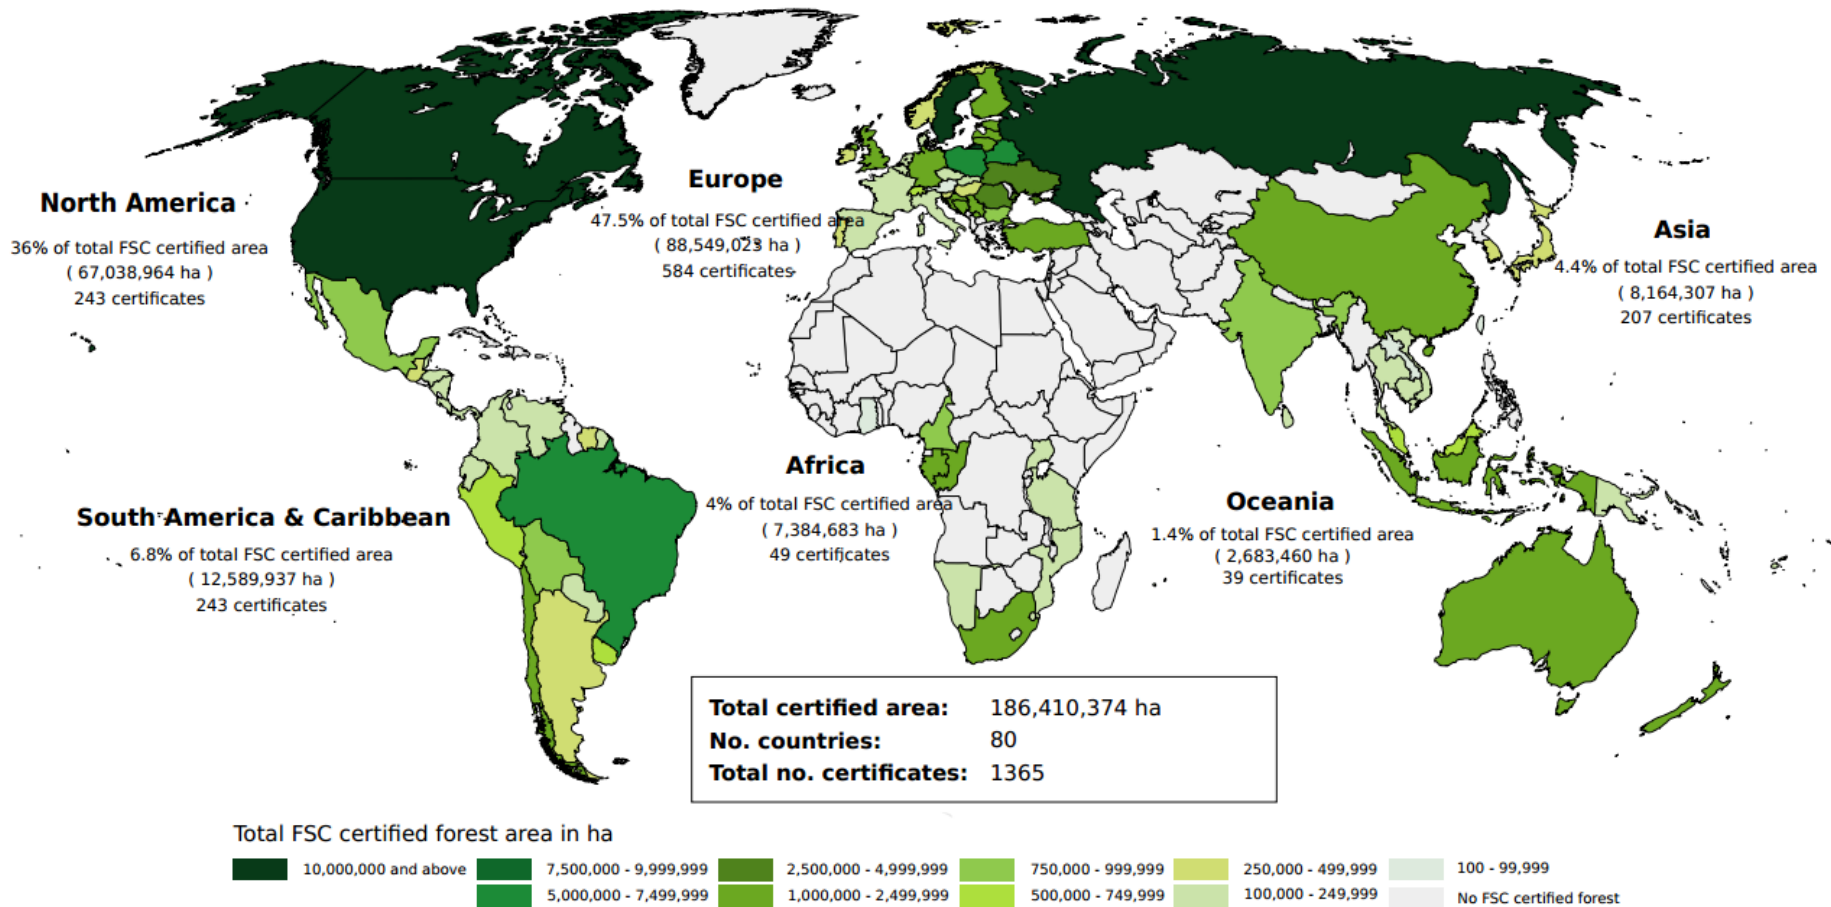 North America
36% of total FSC certified area
( 67,038,964 ha )
243 certificates
Europe
47.5% of total FSC certified area
( 88,549,023 ha )
584 certificates
Asia
4.4% of total FSC certified area
( 8,164,307 ha )
207 certificates
South America & Caribbean
6.8% of total FSC certified area
( 12,589,937 ha )
243 certificates
Africa
4% of total FSC certified area
( 7,384,683 ha )
49 certificates
Oceania
1.4% of total FSC certified area
( 2,683,460 ha )
39 certificates
Total certified area: 186,410,374 ha
No. countries: 80
Total no. certificates: 1365
Total FSC certified forest area in ha
10,000,000 and above
7,500,000 - 9,999,999
5,000,000 - 7,499,999
2,500,000 - 4,999,999
1,000,000 - 2,499,999
750,000 - 999,999
500,000 - 749,999
250,000 - 499,999
100,000 - 249,999
100 - 99,999
No FSC certified forest